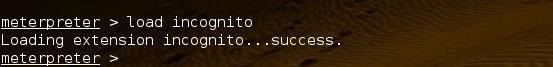 meterpreter > load incognito
Loading extension incognito...success.
meterpreter >